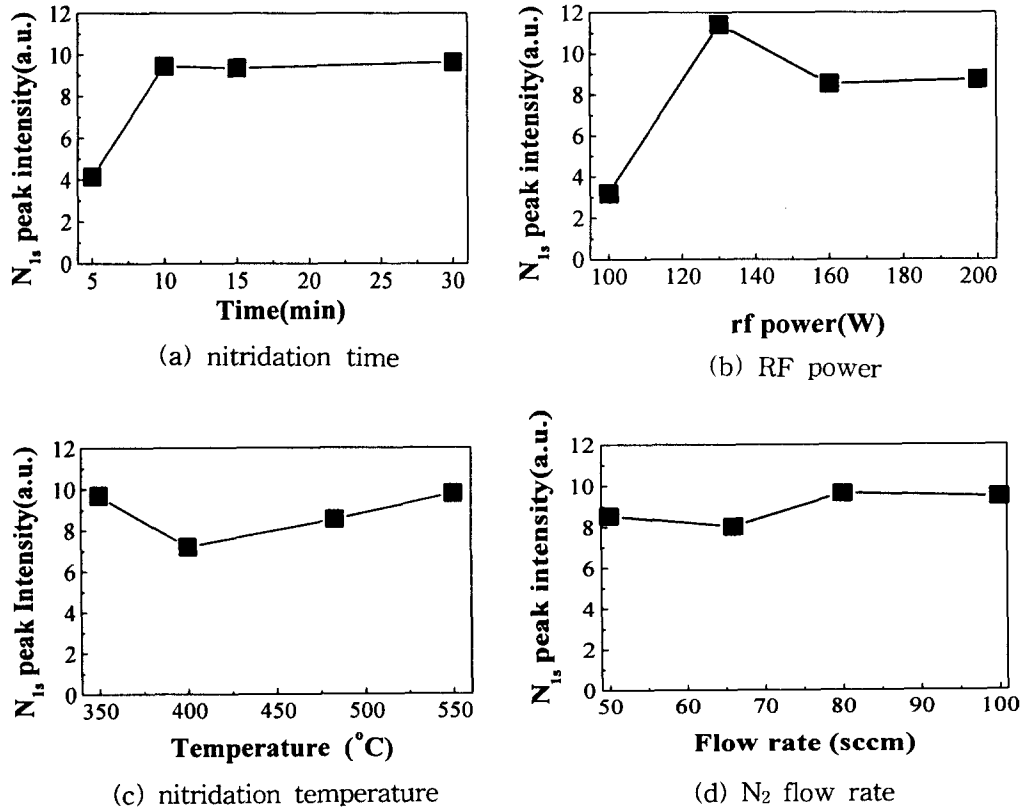 N1s peak intensity(a.u.)
12
10
8
6
4
2
0
5 10 15 20 25 30
Time(min)
(a) nitridation time
N1s peak intensity(a.u.)
12
10
8
6
4
2
0
100 120 140 160 180 200
rf power(W)
(b) RF power
N1s peak Intensity(a.u.)
12
10
8
6
4
2
0
350 400 450 500 550
Temperature (°C)
(c) nitridation temperature
N1s peak intensity(a.u.)
12
10
8
6
4
2
0
50 60 70 80 90 100
Flow rate (sccm)
(d) N2 flow rate